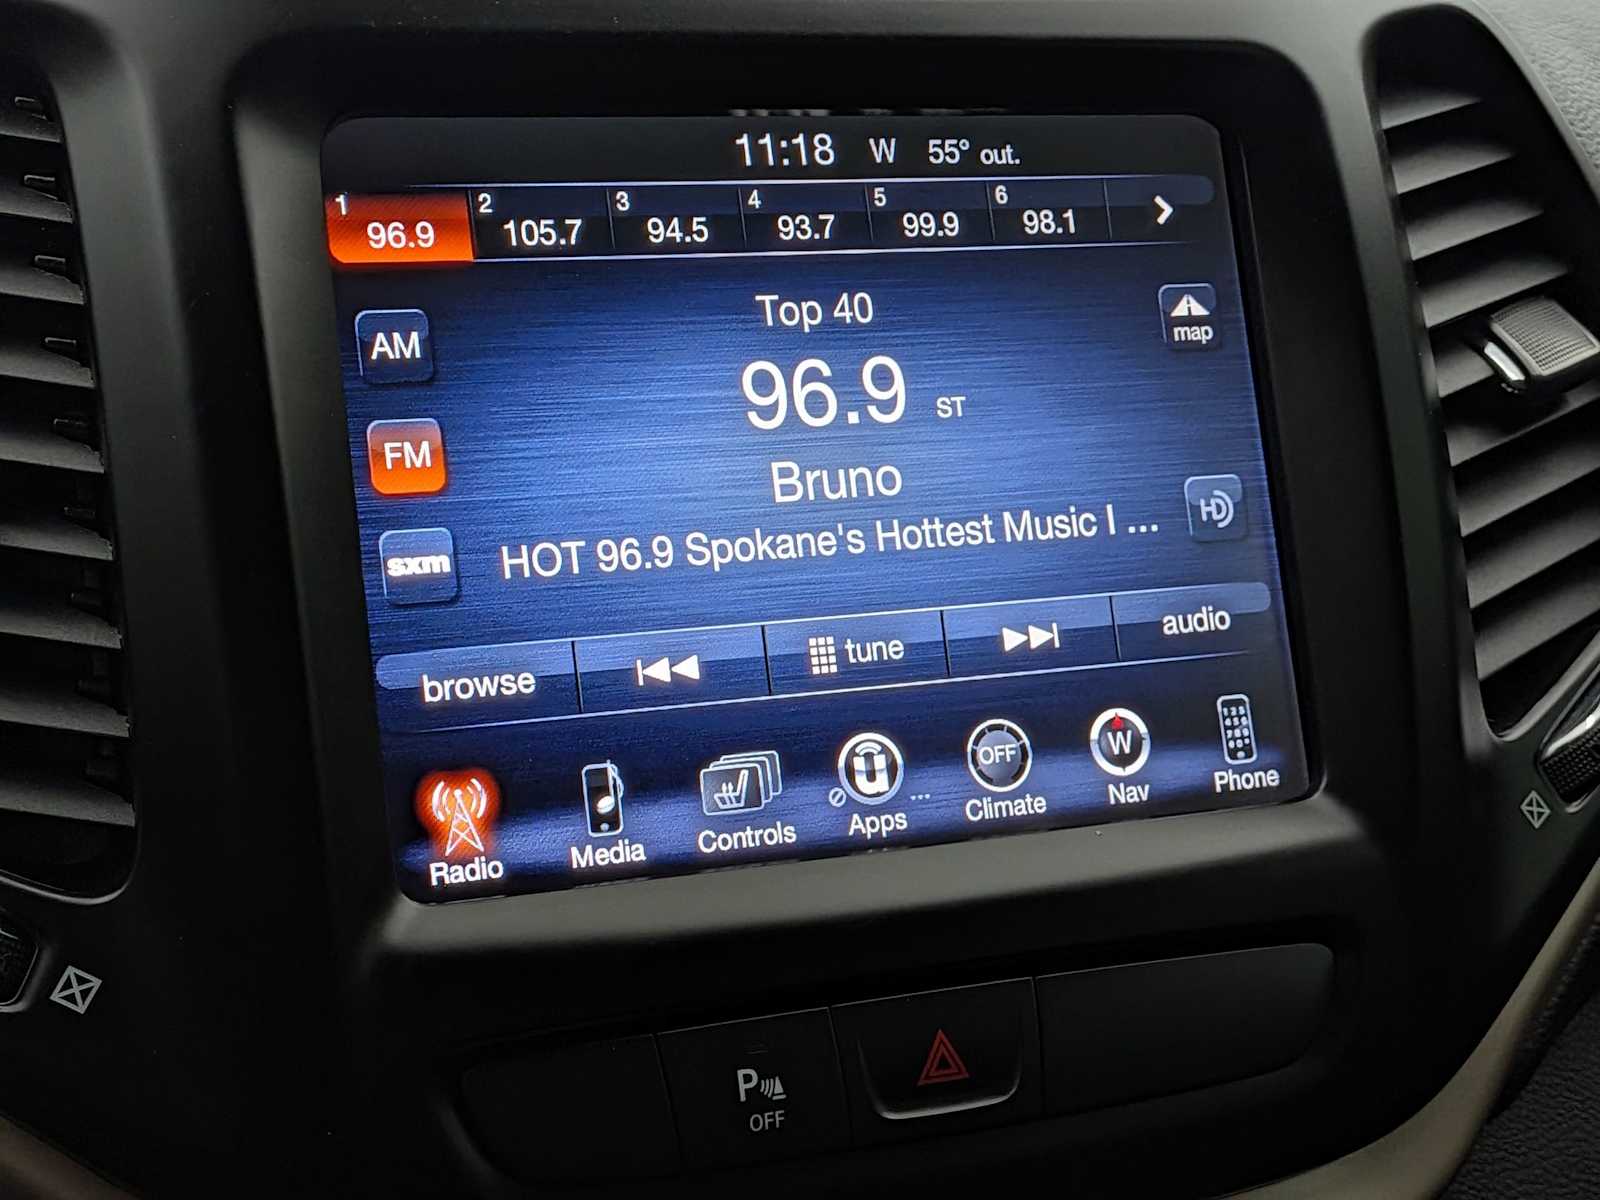 11:18 W 55° out.
1 2 3 4 5 6
96.9 105.7 94.5 93.7 99.9 98.1
Top 40
map
AM
96.9 ST
FM
Bruno
HD
HOT 96.9 Spokane's Hottest Music I ...
sxm
browse tune audio
OFF W
Radio Media Controls Apps ... Climate Nav Phone
P
OFF